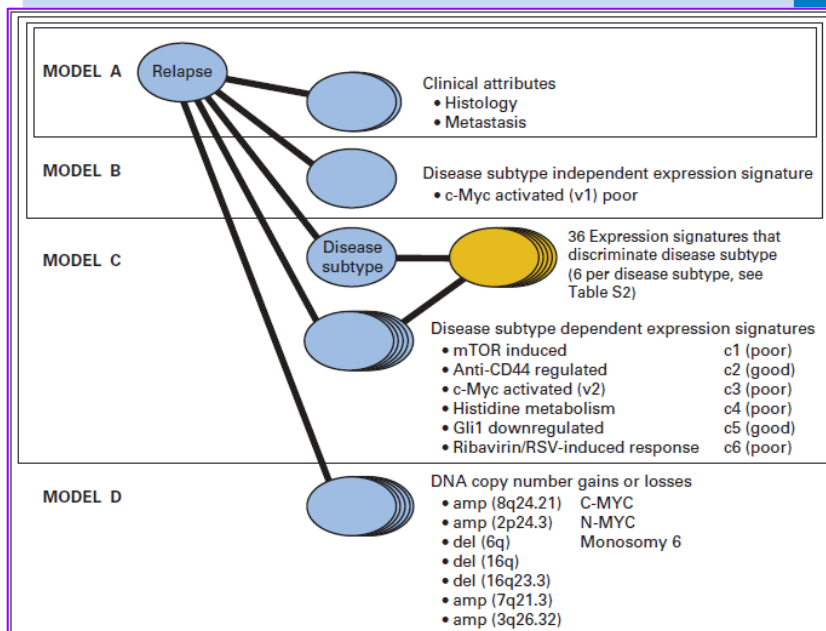 MODEL A
Relapse
Clinical attributes
• Histology
• Metastasis
MODEL B
Disease subtype independent expression signature
• c-Myc activated (v1) poor
MODEL C
Disease
subtype
36 Expression signatures that
discriminate disease subtype
(6 per disease subtype, see
Table S2)
Disease subtype dependent expression signatures
• mTOR induced c1 (poor)
• Anti-CD44 regulated c2 (good)
• c-Myc activated (v2) c3 (poor)
• Histidine metabolism c4 (poor)
• Gli1 downregulated c5 (good)
• Ribavirin/RSV-induced response c6 (poor)
MODEL D
DNA copy number gains or losses
• amp (8q24.21) C-MYC
• amp (2p24.3) N-MYC
• del (6q) Monosomy 6
• del (16q)
• del (16q23.3)
• amp (7q21.3)
• amp (3q26.32)